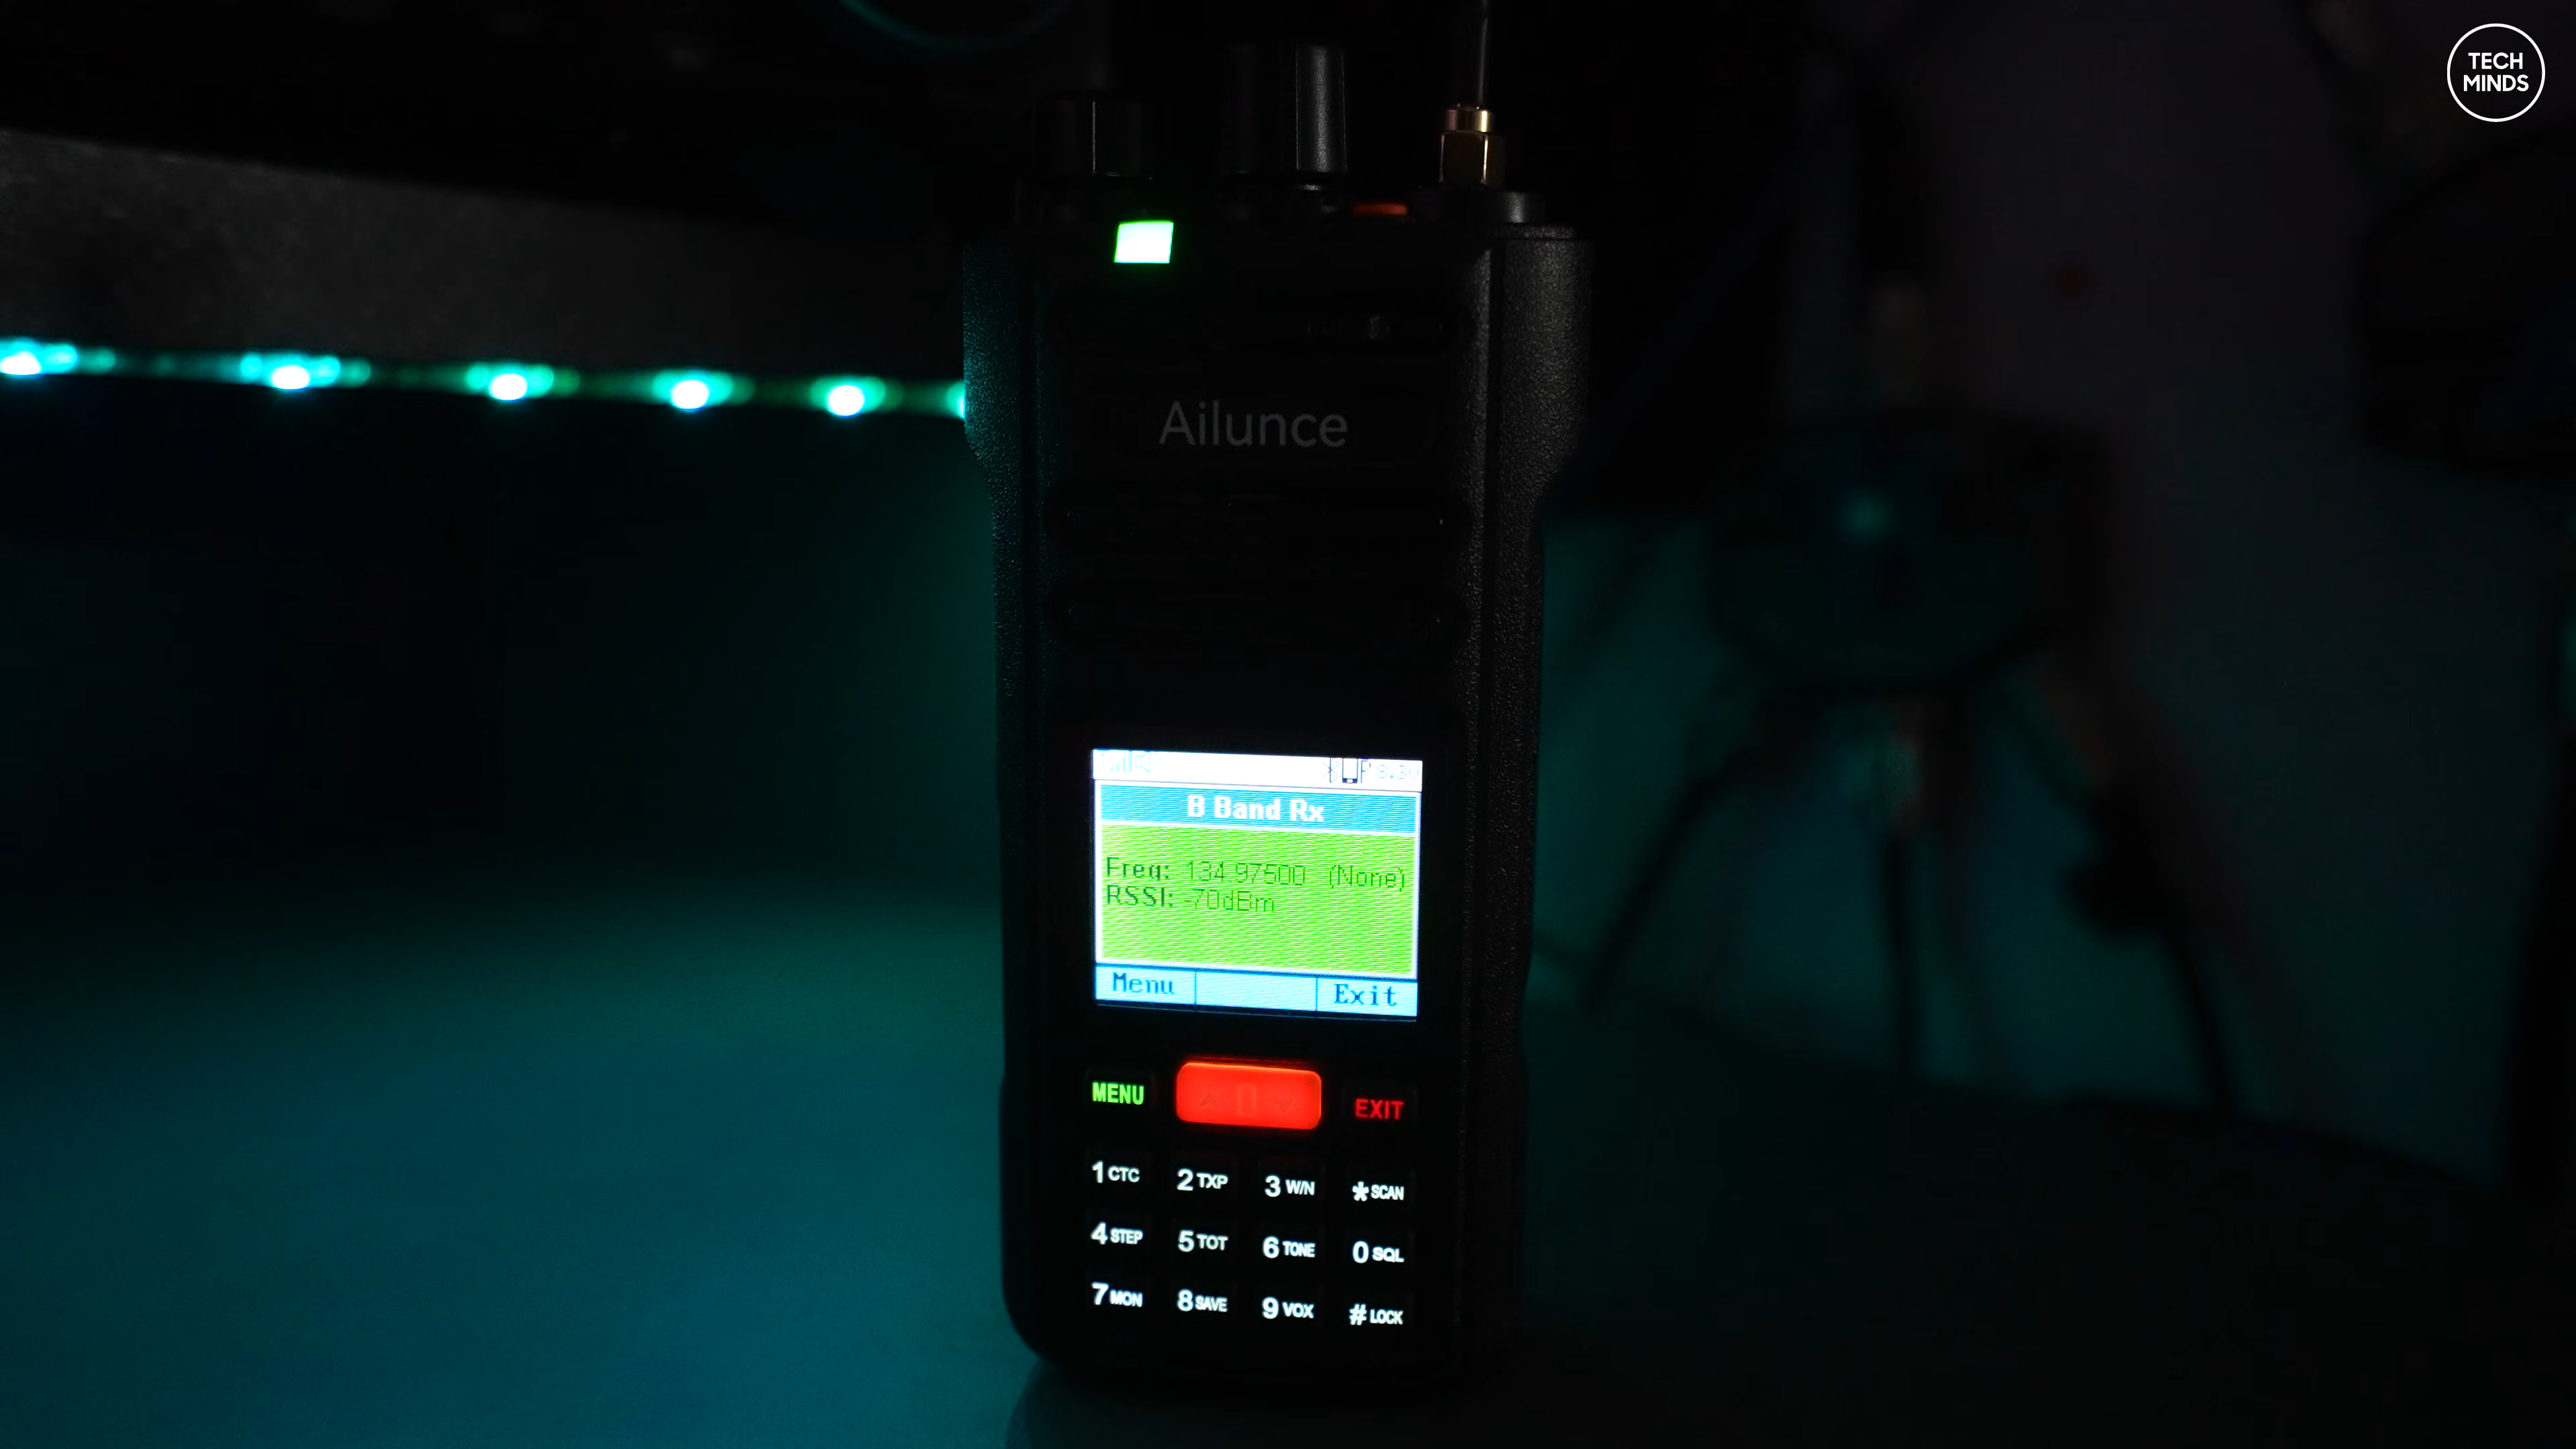 TECH
MINDS
Ailunce
B Band Rx
Freq: 134.97500 (None)
RSSI: -70dBm
Menu Exit
MENU EXIT
1 CTC 2 TXP 3 W/N * SCAN
4 STEP 5 TOT 6 TONE 0 SQL
7 MON 8 SAVE 9 VOX # LOCK